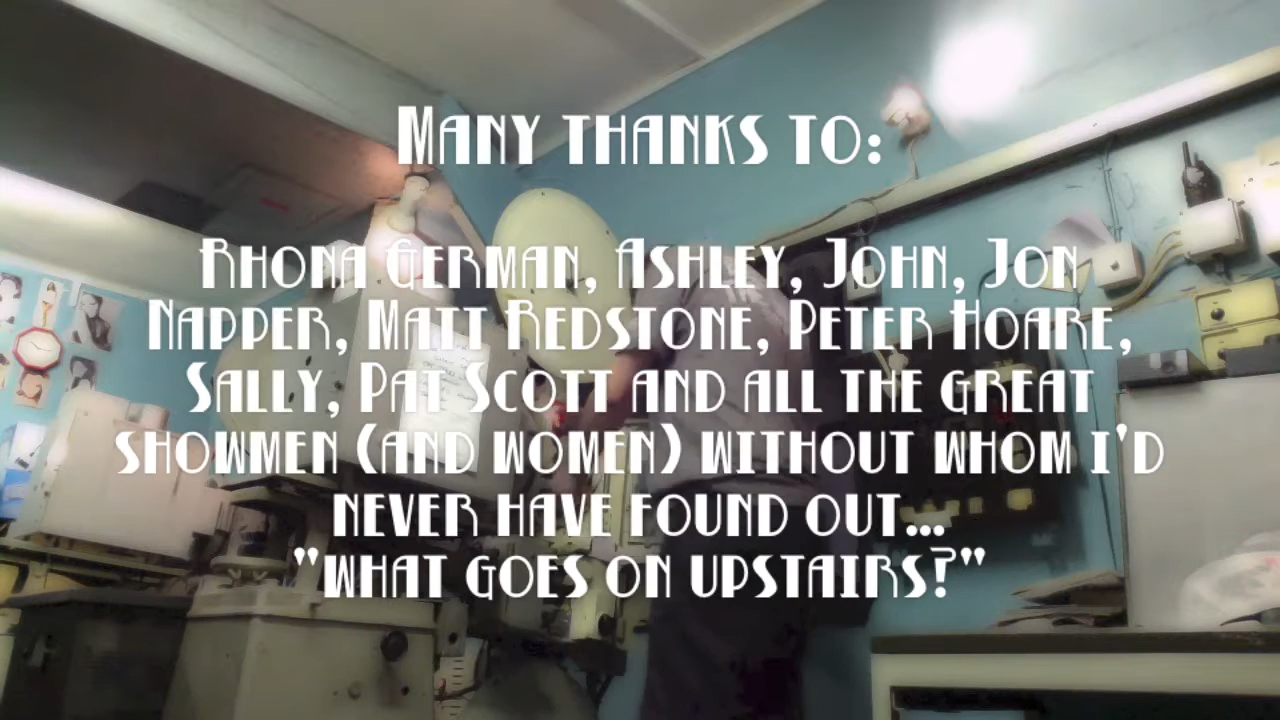 Many thanks to:
Rhona German, Ashley, John, Jon
Napper, Matt Redstone, Peter Hoare,
Sally, Pat Scott and all the great
showmen (and women) without whom I'd
never have found out...
"What goes on upstairs?"